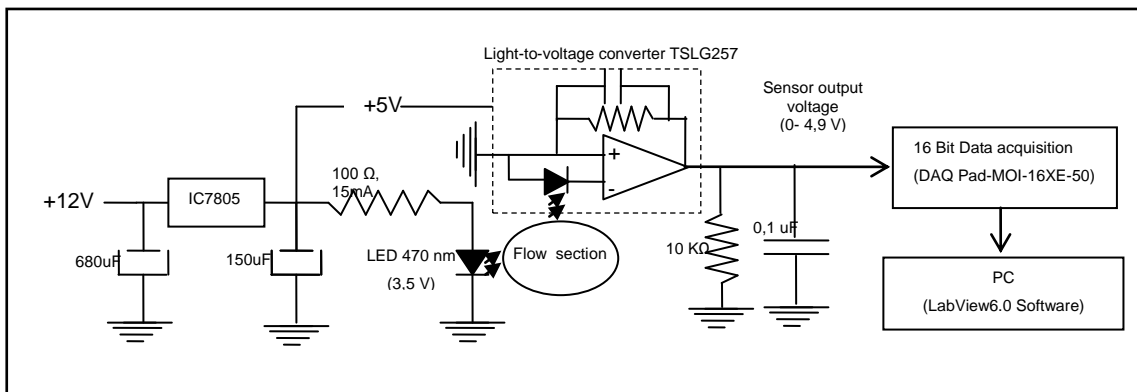 Light-to-voltage converter TSLG257
Sensor output
voltage
(0- 4,9 V)
+5V
+
-
16 Bit Data acquisition
(DAQ Pad-MOI-16XE-50)
100 Ω,
15mA
+12V
IC7805
680uF
150uF
LED 470 nm
(3.5 V)
Flow section
10 KΩ
0,1 uF
PC
(LabView6.0 Software)